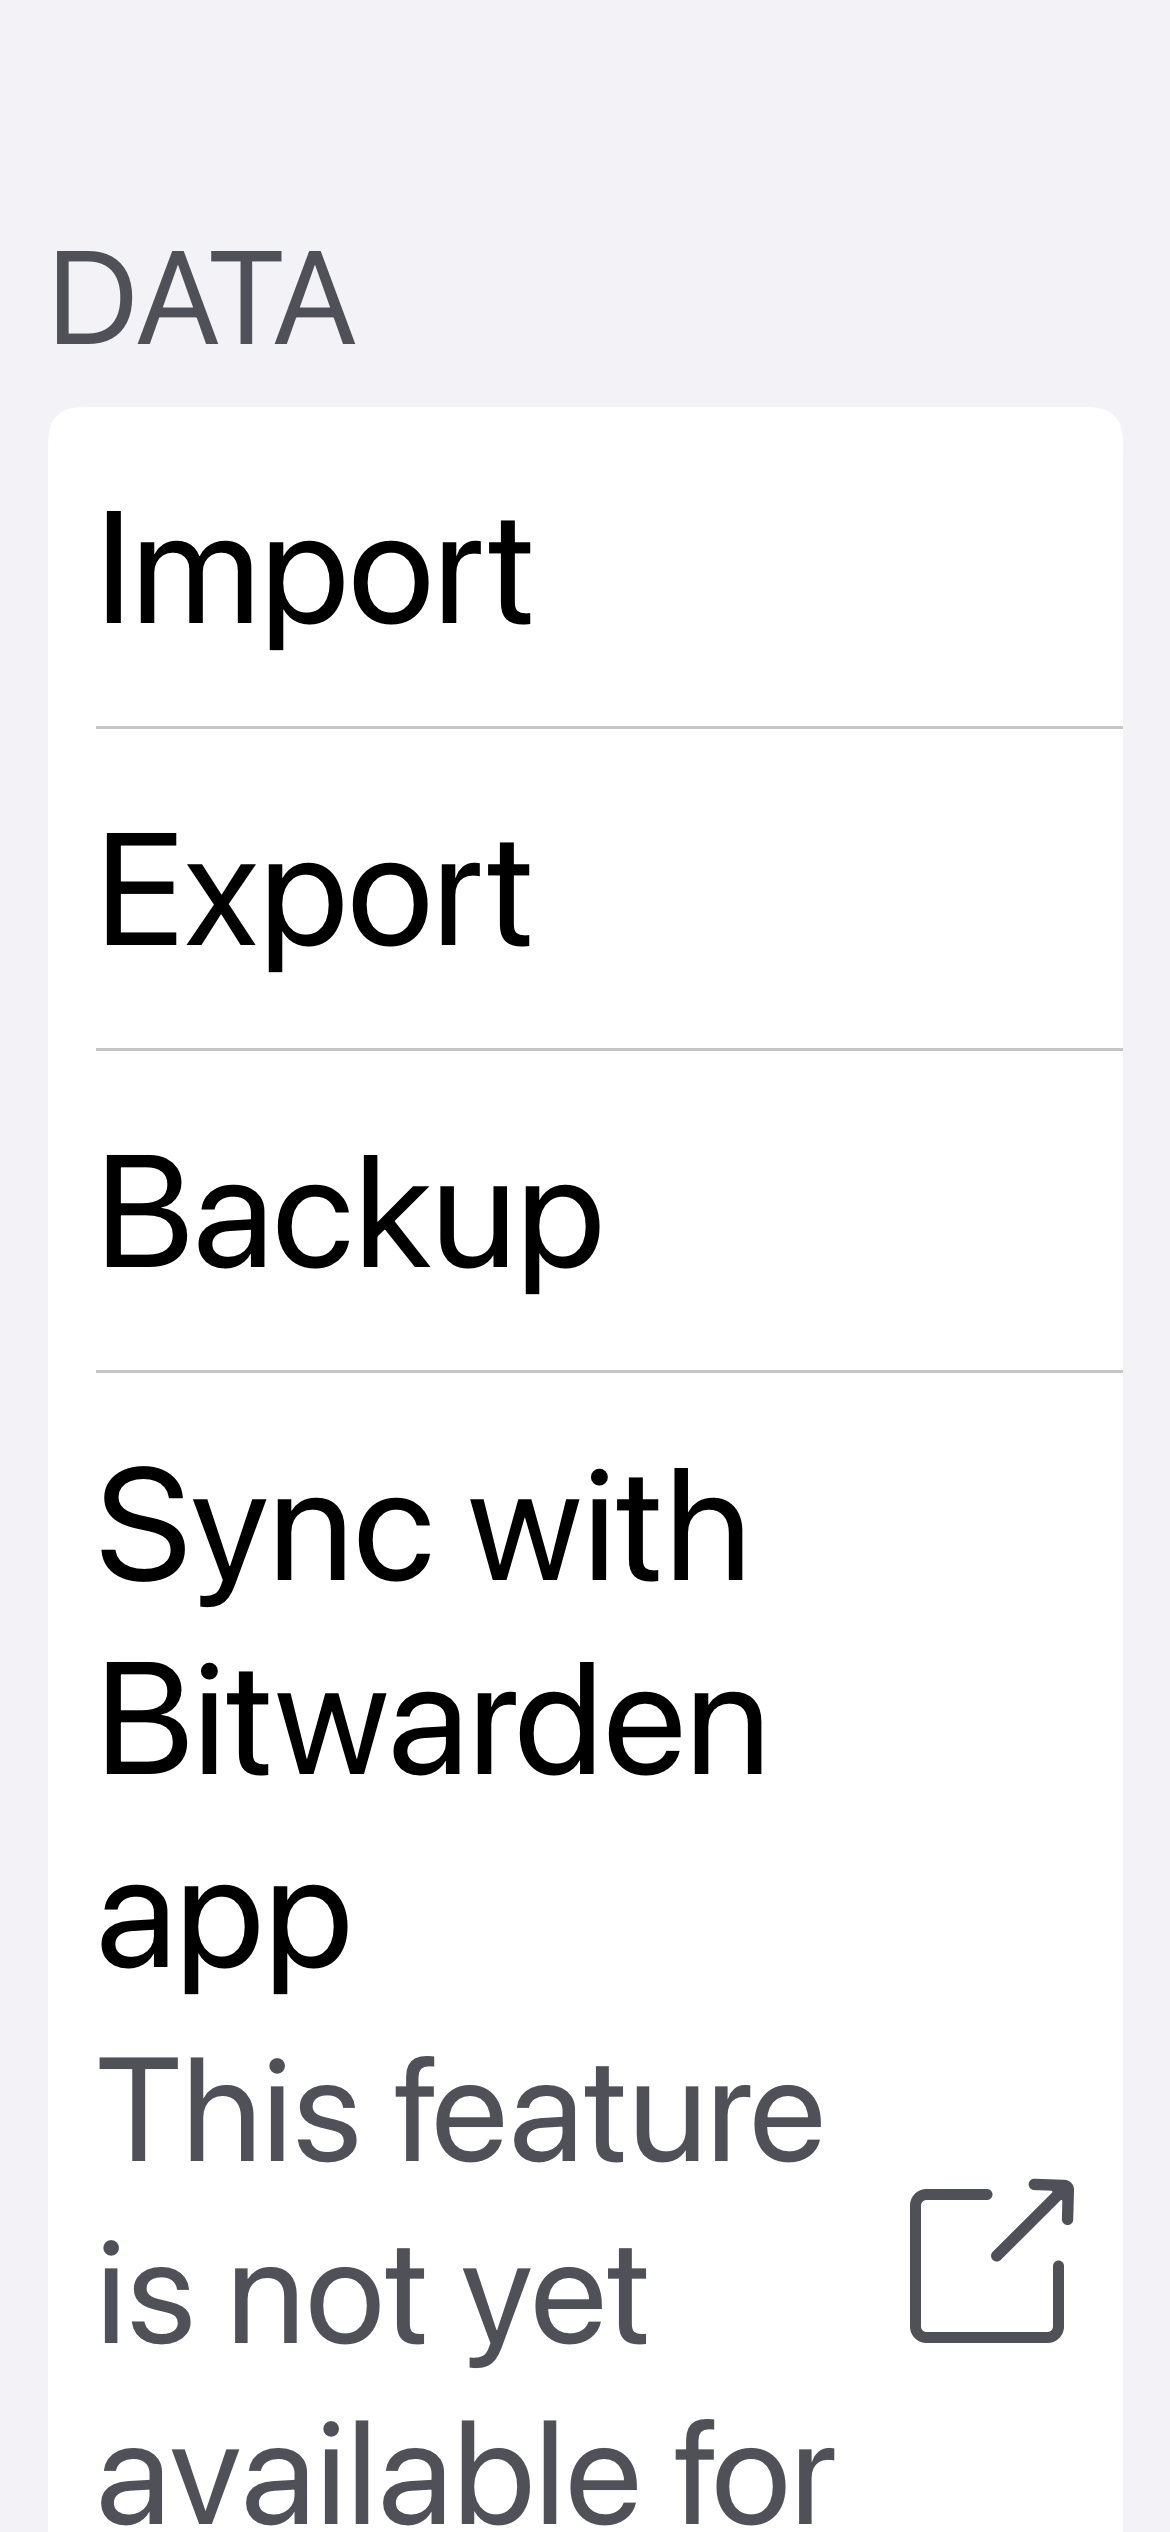 DATA
Import
Export
Backup
Sync with
Bitwarden
app
This feature
is not yet
available for